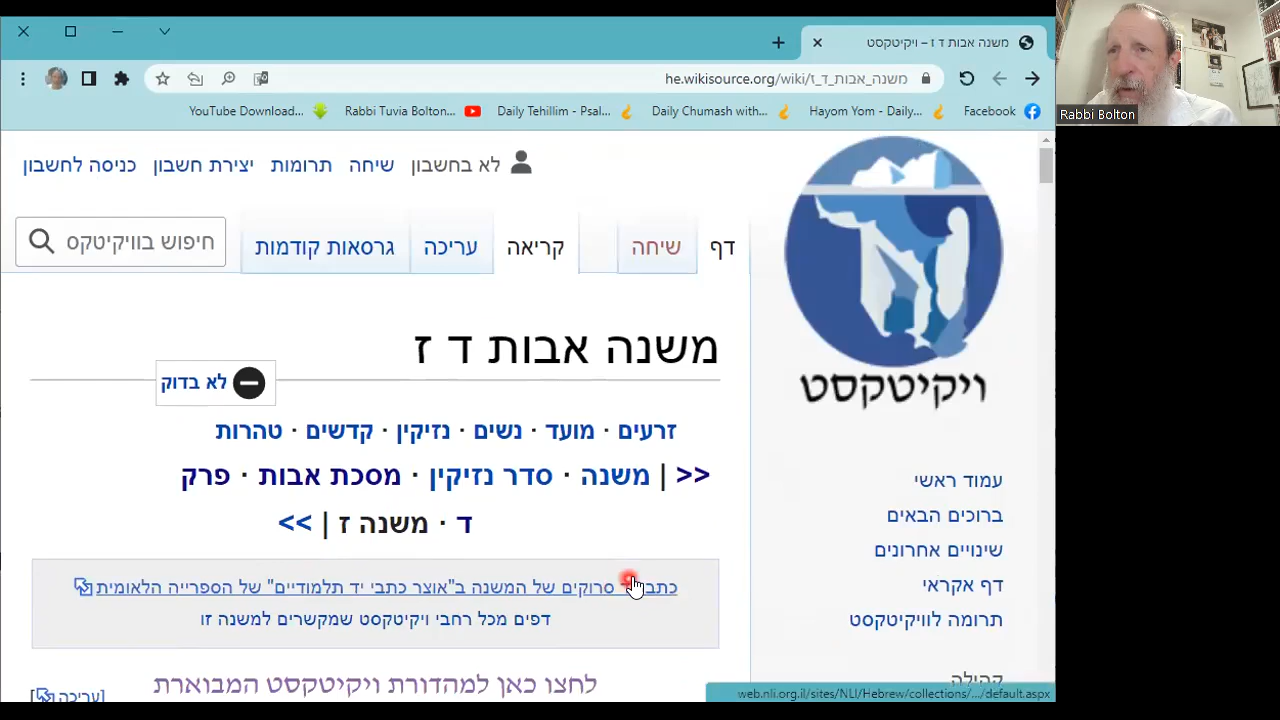 משנה אבות ד ז – ויקיטקסט
he.wikisource.org/wiki/משנה_אבות_ד_ז
YouTube Download... Rabbi Tuvia Bolton... Daily Tehillim - Psal... Daily Chumash with... Hayom Yom - Daily... Facebook
Rabbi Bolton
לא בחשבון שיחה תרומות יצירת חשבון כניסה לחשבון
דף שיחה קריאה עריכה גרסאות קודמות חיפוש בוויקיטקס
משנה אבות ד ז
לא בדוק
ויקיטקסט
זרעים · מועד · נשים · נזיקין · קדשים · טהרות
<< | משנה · סדר נזיקין · מסכת אבות · פרק
ד · משנה ז | >>
סרוקים של המשנה ב"אוצר כתבי יד תלמודיים" של הספרייה הלאומית
דפים מכל רחבי ויקיטקסט שמקשרים למשנה זו
לחצו כאן למהדורת ויקיטקסט המבוארת
[עריכה]
עמוד ראשי
ברוכים הבאים
שינויים אחרונים
דף אקראי
תרומה לוויקיטקסט
קהילה
web.nli.org.il/sites/NLI/Hebrew/collections/.../default.aspx